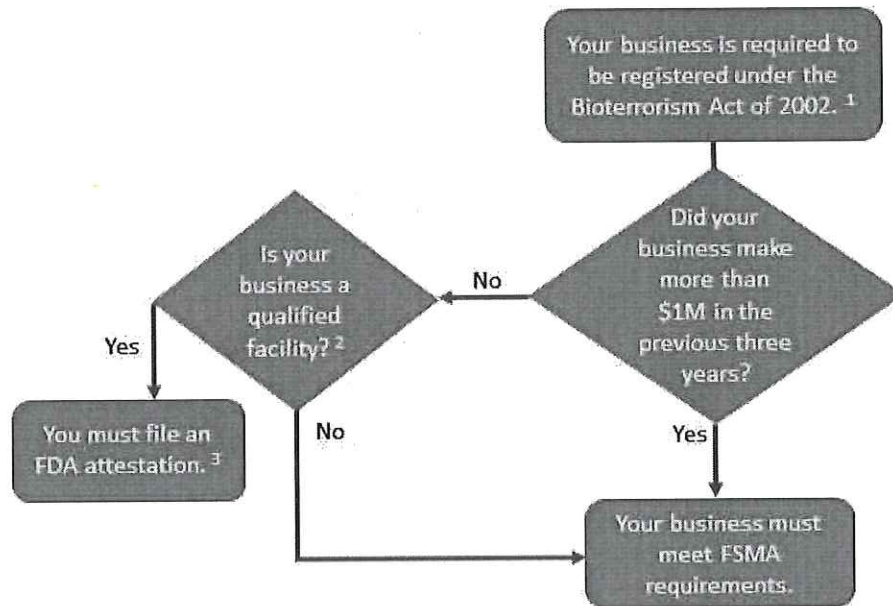 Your business is required to
be registered under the
Bioterrorism Act of 2002. ¹
Did your
business make
more than
$1M in the
previous three
years?
No
Is your
business a
qualified
facility? ²
Yes
You must file an
FDA attestation. ³
No
Yes
Your business must
meet FSMA
requirements.